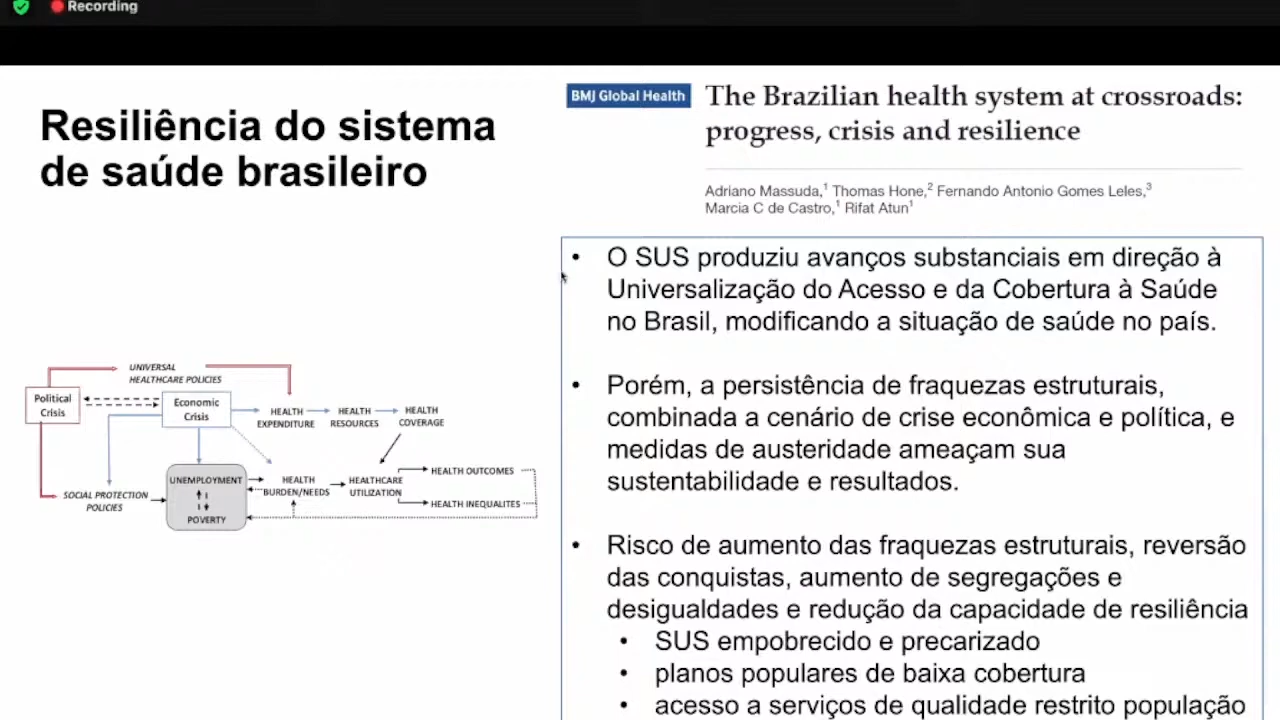 Recording
Resiliência do sistema
de saúde brasileiro
BMJ Global Health
The Brazilian health system at crossroads:
progress, crisis and resilience
Adriano Massuda,¹ Thomas Hone,² Fernando Antonio Gomes Leles,³
Marcia C de Castro,¹ Rifat Atun¹
• O SUS produziu avanços substanciais em direção à
Universalização do Acesso e da Cobertura à Saúde
no Brasil, modificando a situação de saúde no país.
• Porém, a persistência de fraquezas estruturais,
combinada a cenário de crise econômica e política, e
medidas de austeridade ameaçam sua
sustentabilidade e resultados.
• Risco de aumento das fraquezas estruturais, reversão
das conquistas, aumento de segregações e
desigualdades e redução da capacidade de resiliência
• SUS empobrecido e precarizado
• planos populares de baixa cobertura
• acesso a serviços de qualidade restrito população
UNIVERSAL
HEALTHCARE POLICIES
Political
Crisis
Economic
Crisis
HEALTH
EXPENDITURE
HEALTH
RESOURCES
HEALTH
COVERAGE
SOCIAL PROTECTION
POLICIES
UNEMPLOYMENT
POVERTY
HEALTH
BURDEN/NEEDS
HEALTHCARE
UTILIZATION
HEALTH OUTCOMES
HEALTH INEQUALITES